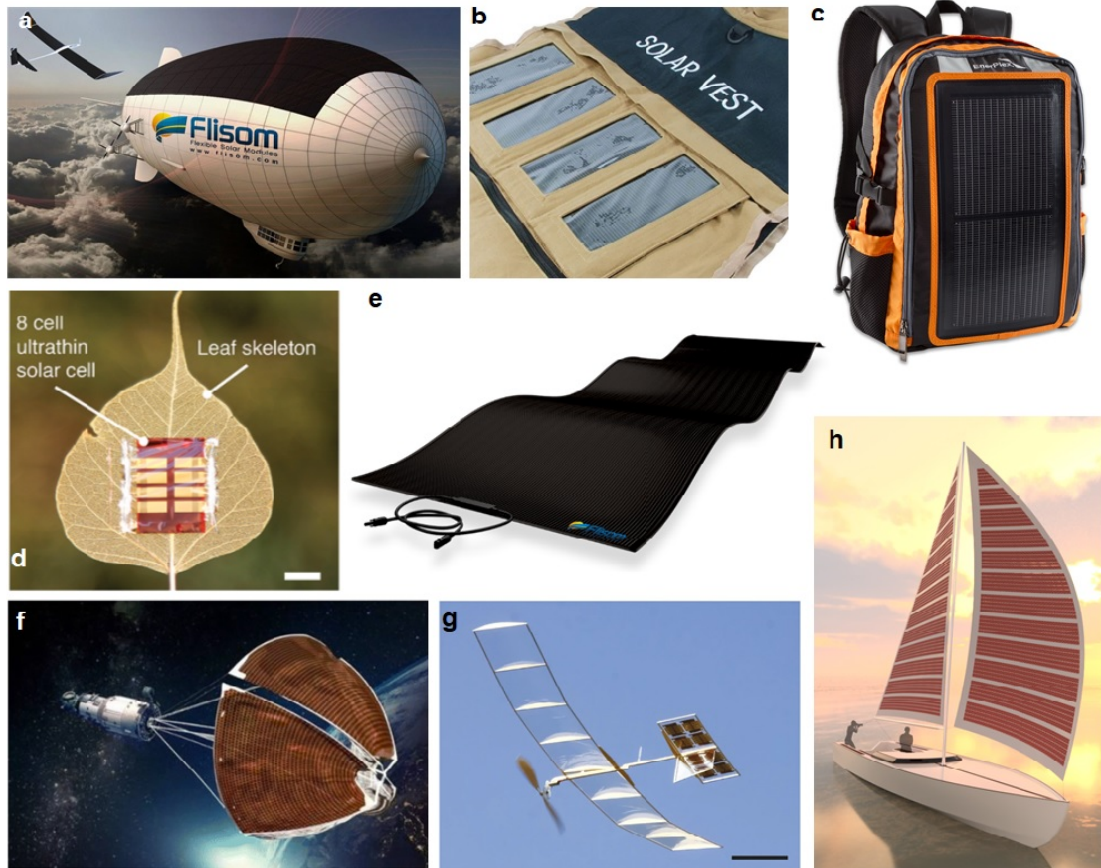 a
Flisom
Flexible Solar Modules
www.flisom.com
b
SOLAR VEST
c
EnerPlex
8 cell
ultrathin
solar cell
Leaf skeleton
d
e
Flisom
f
g
h